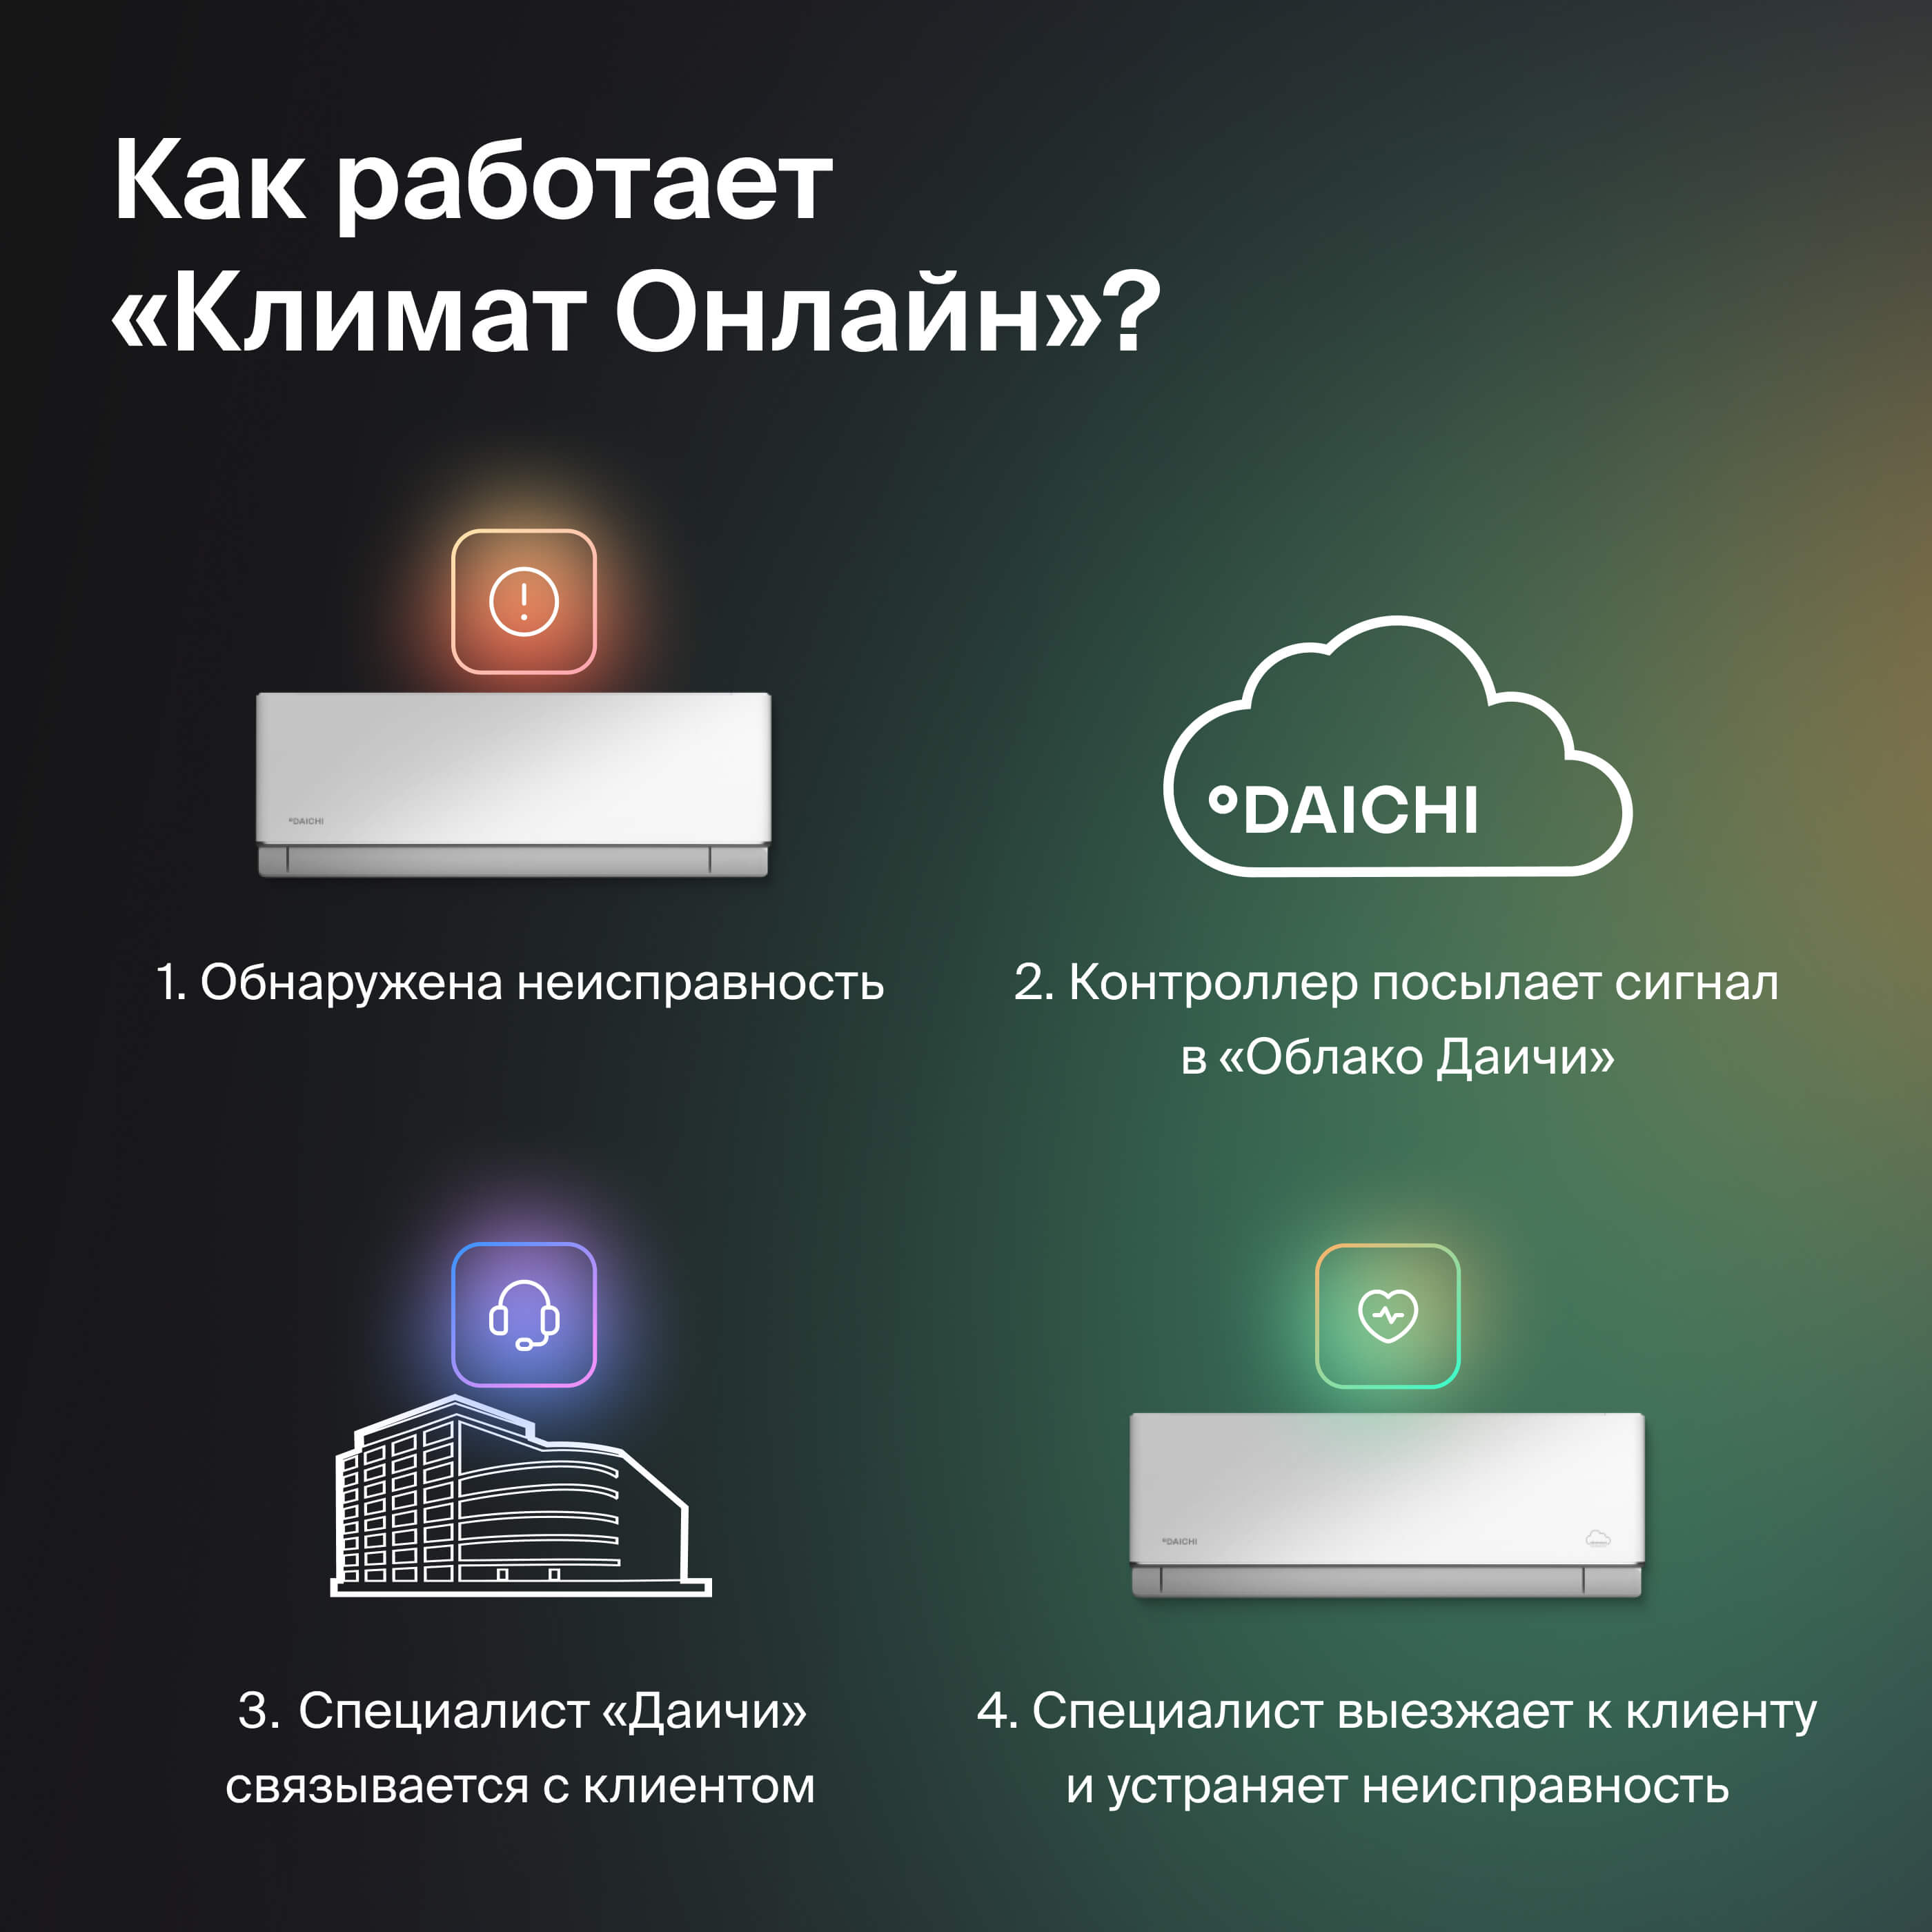 Как работает
«Климат Онлайн»?
°DAICHI
°DAICHI
1. Обнаружена неисправность
2. Контроллер посылает сигнал
в «Облако Даичи»
°DAICHI
3. Специалист «Даичи»
связывается с клиентом
4. Специалист выезжает к клиенту
и устраняет неисправность